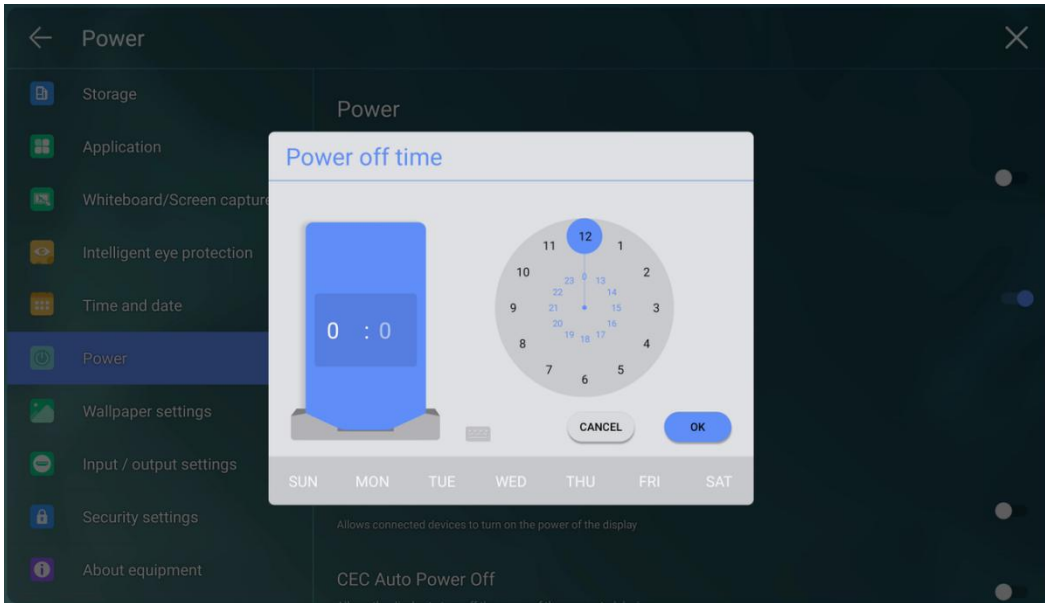 Power
Storage
Application
Whiteboard/Screen capture
Intelligent eye protection
Time and date
Power
Wallpaper settings
Input / output settings
Security settings
About equipment
Power
Power off time
0 : 0
12
1
2
3
4
5
6
7
8
9
10
11
0
13
14
15
16
17
18
19
20
21
22
23
CANCEL
OK
SUN MON TUE WED THU FRI SAT
Allows connected devices to turn on the power of the display
CEC Auto Power Off